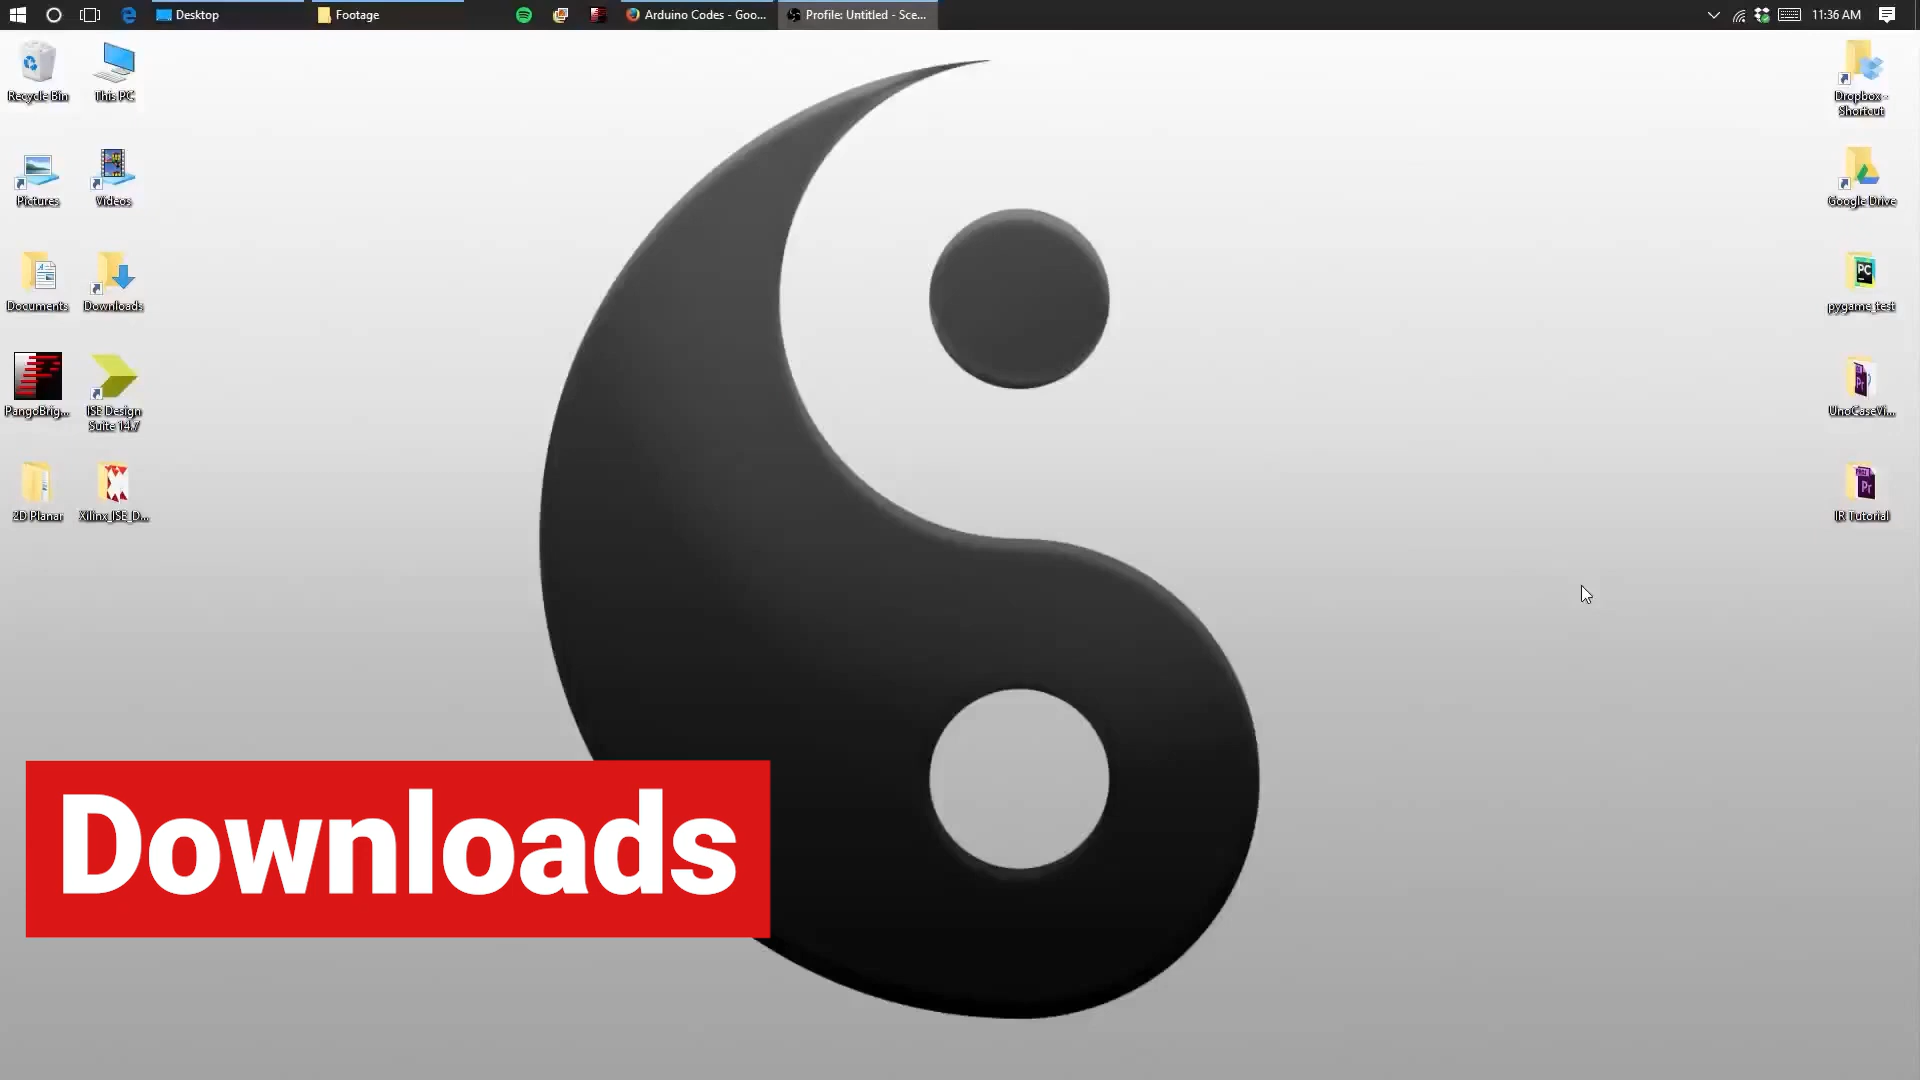 Desktop
Footage
Arduino Codes - Goo...
Profile: Untitled - Sce...
11:36 AM
Recycle Bin
This PC
Dropbox -
Shortcut
Pictures
Videos
Google Drive
Documents
Downloads
pygame_test
PangoBrig...
ISE Design
Suite 14.7
UnoCaseVi...
2D Planar
Xilinx_ISE_D...
IR Tutorial
Downloads